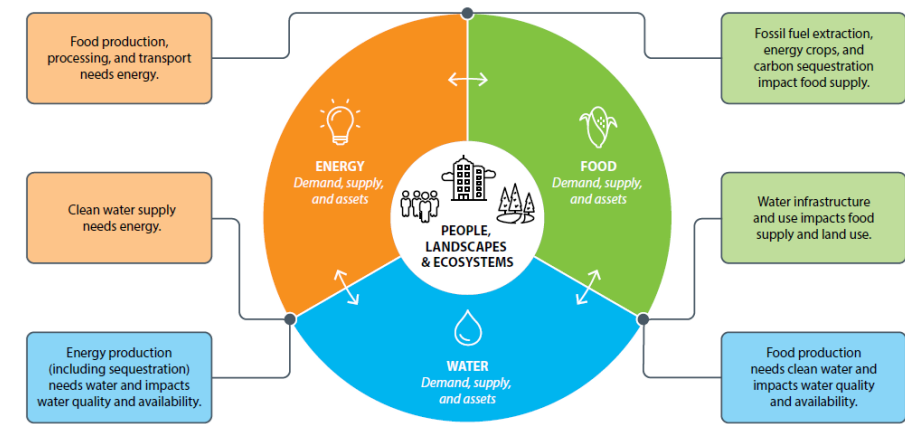 Food production,
processing, and transport
needs energy.
Fossil fuel extraction,
energy crops, and
carbon sequestration
impact food supply.
ENERGY
Demand, supply,
and assets
FOOD
Demand, supply,
and assets
Clean water supply
needs energy.
PEOPLE,
LANDSCAPES
& ECOSYSTEMS
Water infrastructure
and use impacts food
supply and land use.
Energy production
(including sequestration)
needs water and impacts
water quality and availability.
WATER
Demand, supply,
and assets
Food production
needs clean water and
impacts water quality
and availability.